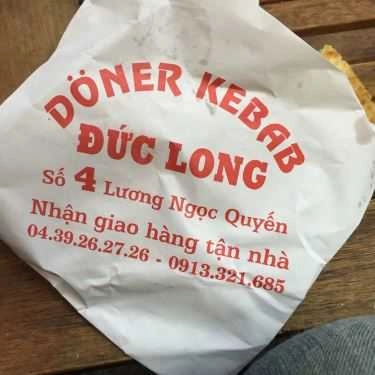 DÖNER KEBAB
ĐỨC LONG
Số 4 Lương Ngọc Quyến
Nhận giao hàng tận nhà
04.39.26.27.26 - 0913.321.685